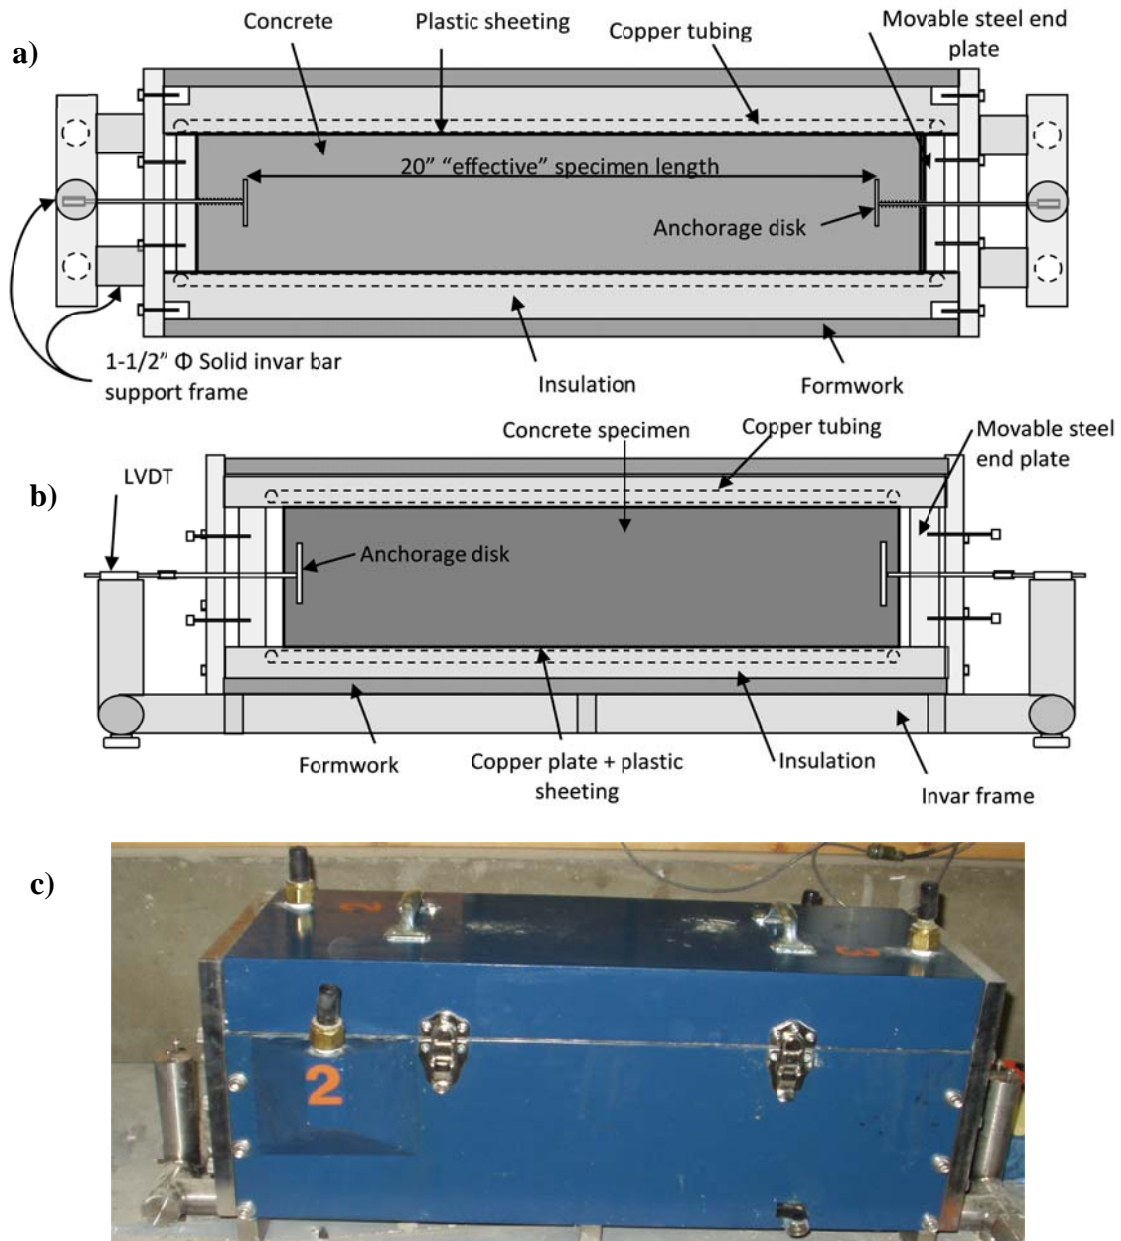 a)
Concrete
Plastic sheeting
Copper tubing
Movable steel end
plate
20” “effective” specimen length
Anchorage disk
1-1/2” Φ Solid invar bar
support frame
Insulation
Formwork
b)
LVDT
Concrete specimen
Copper tubing
Movable steel
end plate
Anchorage disk
Formwork
Copper plate + plastic
sheeting
Insulation
Invar frame
c)
2
2